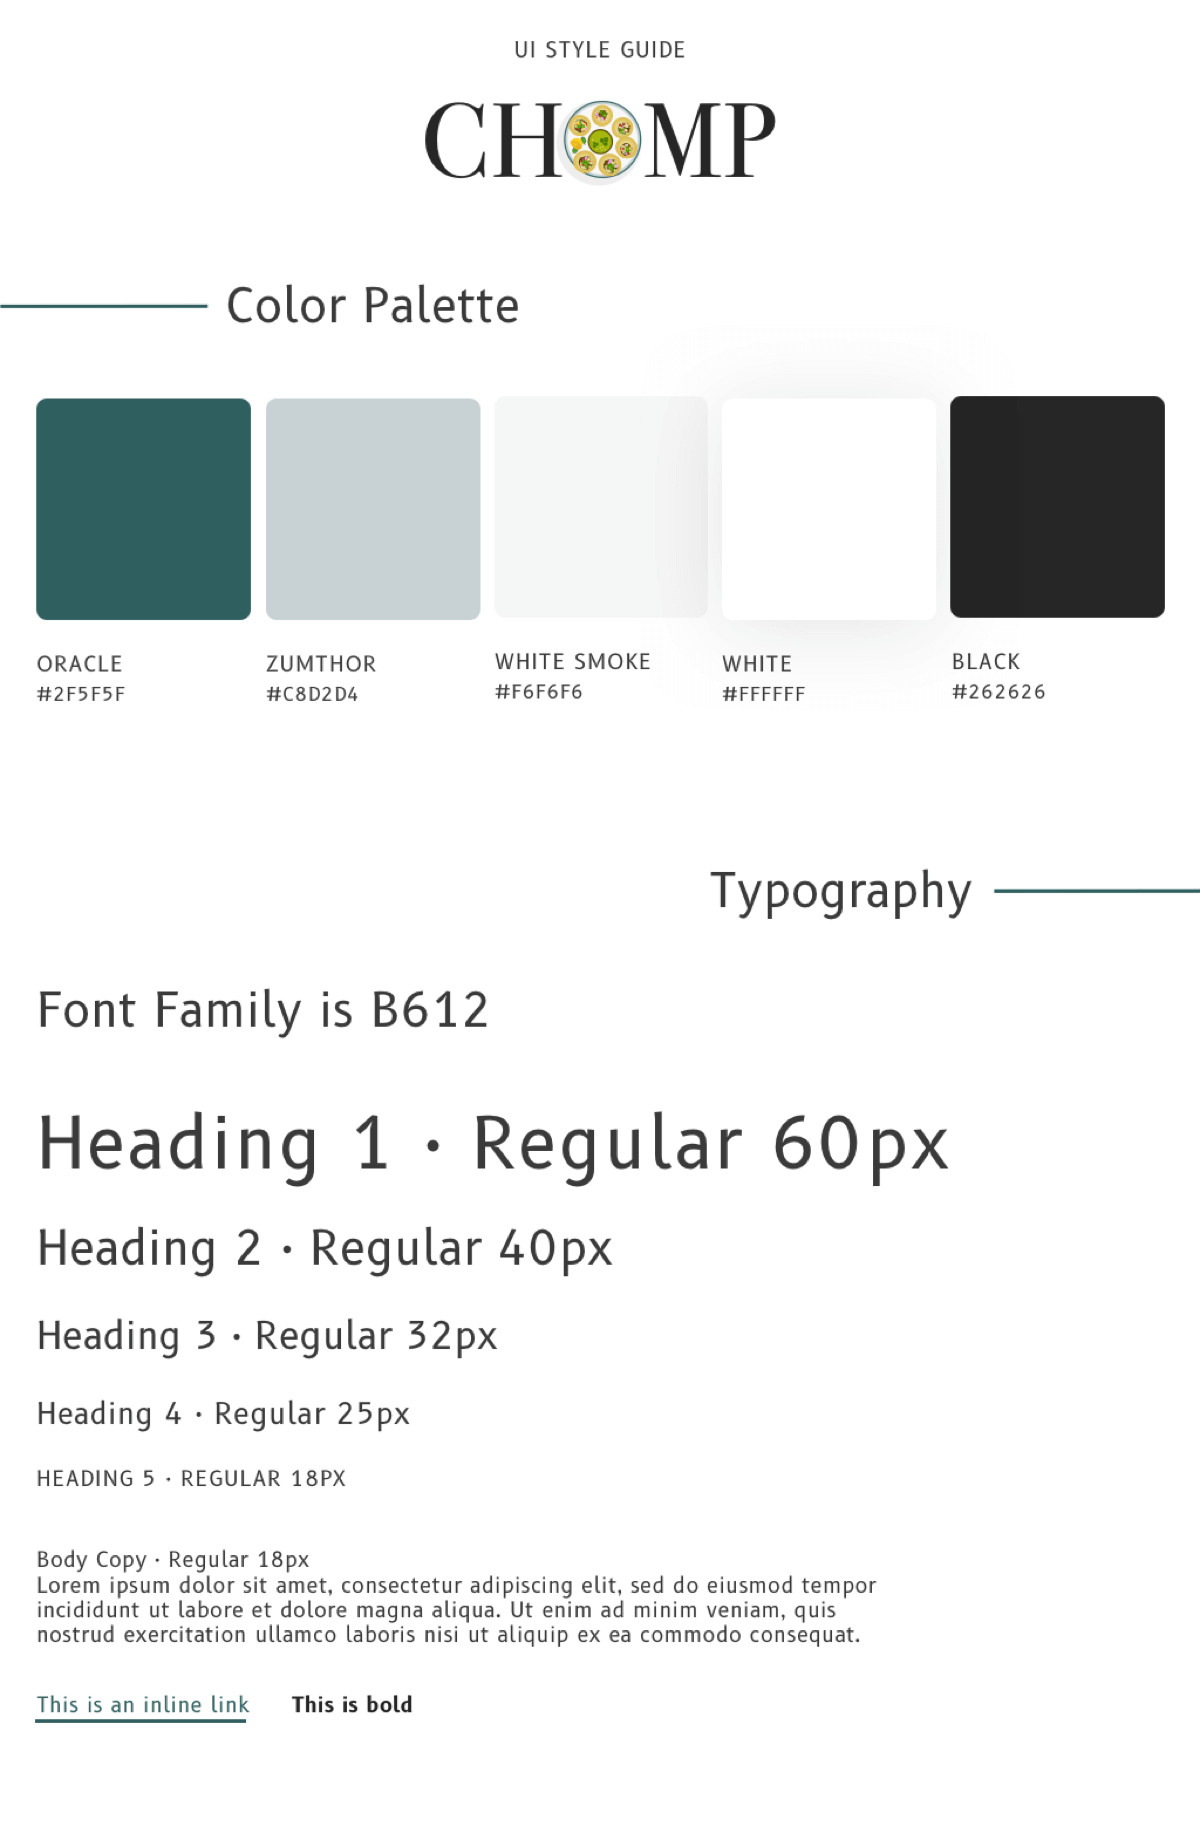 UI STYLE GUIDE
CHOMP
Color Palette
ORACLE
#2F5F5F
ZUMTHOR
#C8D2D4
WHITE SMOKE
#F6F6F6
WHITE
#FFFFFF
BLACK
#262626
Typography
Font Family is B612
Heading 1 · Regular 60px
Heading 2 · Regular 40px
Heading 3 · Regular 32px
Heading 4 · Regular 25px
HEADING 5 · REGULAR 18PX
Body Copy · Regular 18px
Lorem ipsum dolor sit amet, consectetur adipiscing elit, sed do eiusmod tempor
incididunt ut labore et dolore magna aliqua. Ut enim ad minim veniam, quis
nostrud exercitation ullamco laboris nisi ut aliquip ex ea commodo consequat.
This is an inline link
This is bold